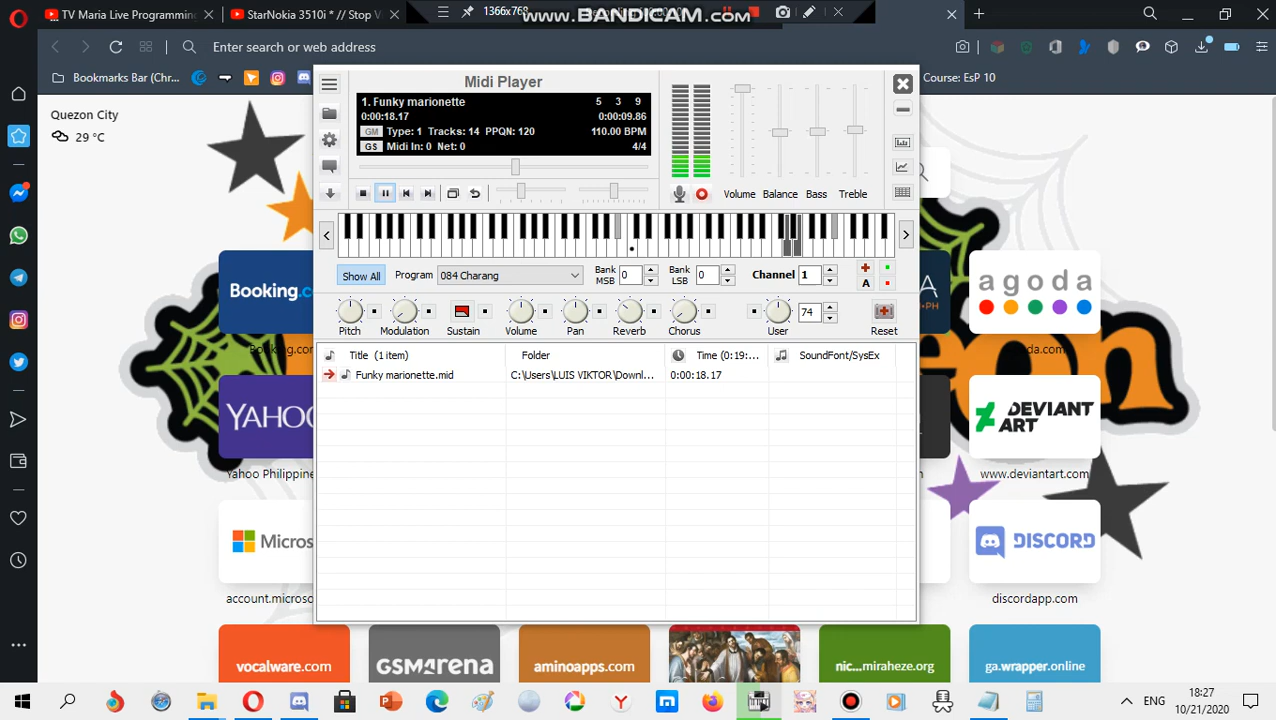 TV Maria Live Programming
StarNokia 3510i * // Stop V
1366x768
www.BANDICAM.com
Enter search or web address
Bookmarks Bar (Chr...
Course: EsP 10
Quezon City
29 °C
Midi Player
1. Funky marionette 5 3 9
0:00:18.17 0:00:09.86
GM Type: 1 Tracks: 14 PPQN: 120 110.00 BPM
GS Midi In: 0 Net: 0 4/4
Volume Balance Bass Treble
Show All Program 084 Charang Bank MSB 0 Bank LSB 0 Channel 1 A
Pitch Modulation Sustain Volume Pan Reverb Chorus User 74 Reset
Title (1 item) Folder Time (0:19:... SoundFont/SysEx
Funky marionette.mid C:\Users\LUIS VIKTOR\Downl... 0:00:18.17
Booking.c
agoda
Booking.com
da.com
YAHOO
Yahoo Philippine
DEVIANT ART
www.deviantart.com
Micros
account.microso
DISCORD
discordapp.com
vocalware.com
GSMArena
aminoapps.com
nic...miraheze.org
ga.wrapper.online
ENG
18:27
10/21/2020